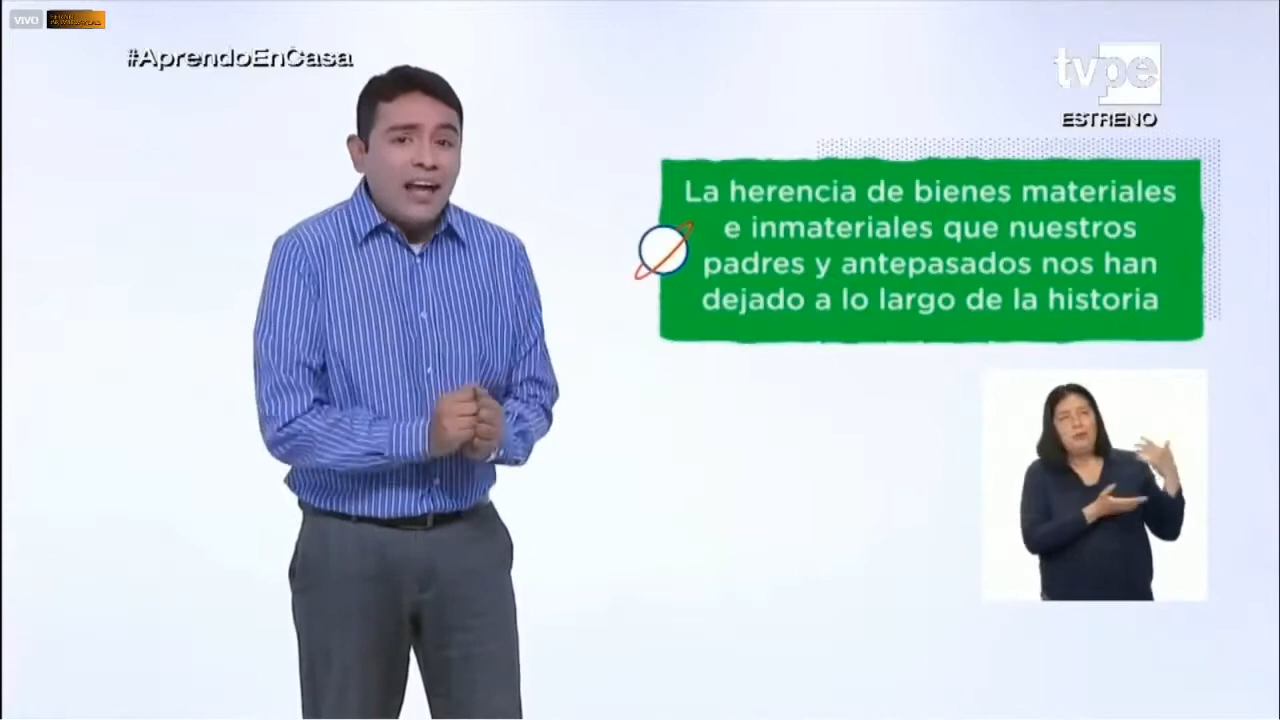 VIVO
#AprendoEnCasa
tvpe
ESTRENO
La herencia de bienes materiales
e inmateriales que nuestros
padres y antepasados nos han
dejado a lo largo de la historia